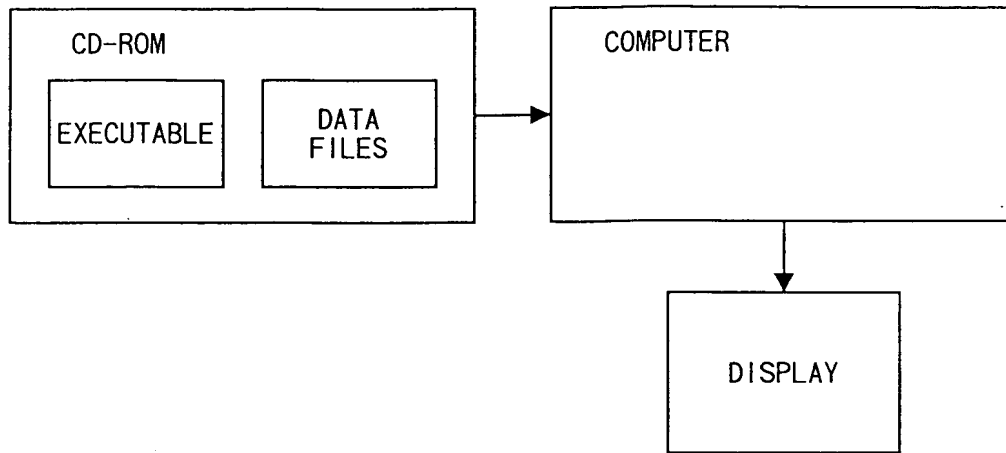 CD-ROM
EXECUTABLE
DATA
FILES
COMPUTER
DISPLAY